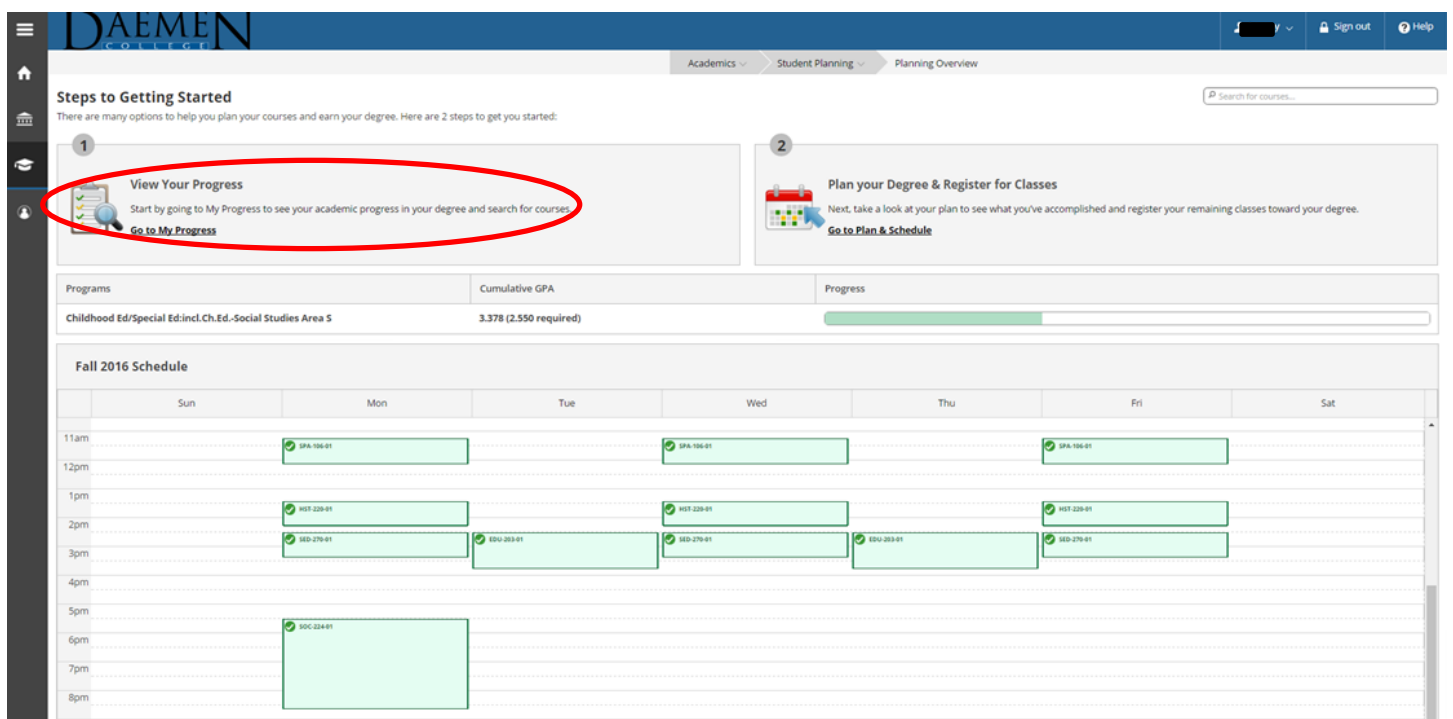 DAEMEN
COLLEGE
Sign out
Help
Academics
Student Planning
Planning Overview
Steps to Getting Started
Search for courses...
There are many options to help you plan your courses and earn your degree. Here are 2 steps to get you started:
1
View Your Progress
Start by going to My Progress to see your academic progress in your degree and search for courses.
Go to My Progress
2
Plan your Degree & Register for Classes
Next, take a look at your plan to see what you've accomplished and register your remaining classes toward your degree.
Go to Plan & Schedule
Programs Cumulative GPA Progress
Childhood Ed/Special Ed:incl.Ch.Ed.-Social Studies Area S 3.378 (2.550 required)
Fall 2016 Schedule
Sun Mon Tue Wed Thu Fri Sat
11am
SPA-106-01 SPA-106-01 SPA-106-01
12pm
1pm
HST-220-01 HST-220-01 HST-220-01
2pm
SED-270-01 EDU-203-01 SED-270-01 EDU-203-01 SED-270-01
3pm
4pm
5pm
SOC-224-01
6pm
7pm
8pm